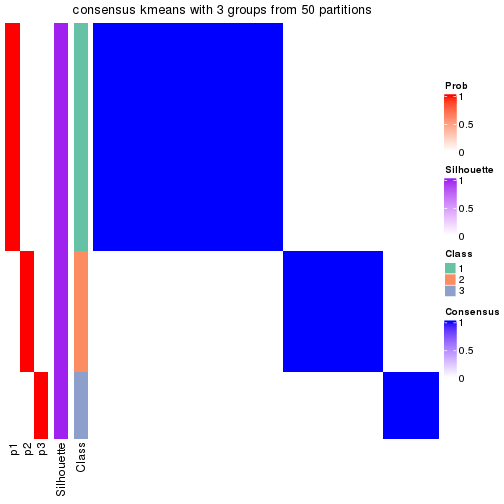 consensus kmeans with 3 groups from 50 partitions
Prob
1
0.5
0
Silhouette
1
0.5
0
Class
1
2
3
Consensus
1
0.5
0
p1
p2
p3
Silhouette
Class